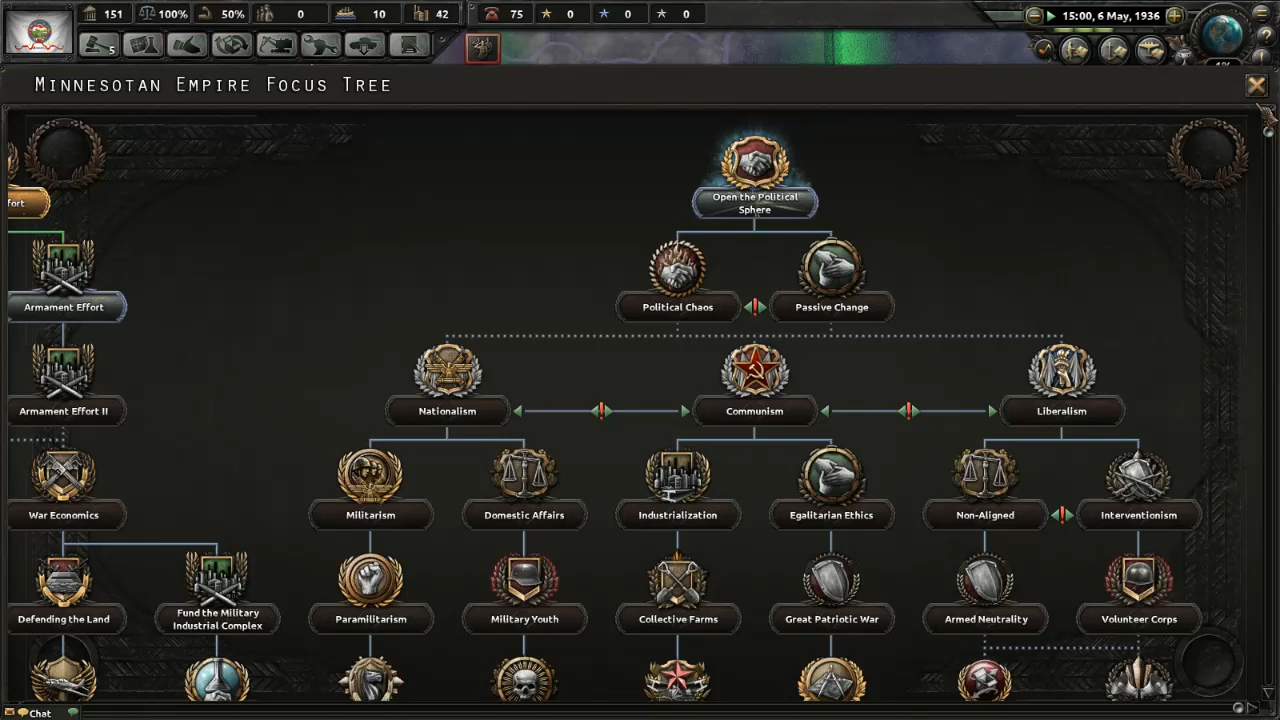 151 100% 50% 0 10 42 75 0 0 0 15:00, 6 May, 1936
5
Minnesotan Empire Focus Tree
Open the Political
Sphere
fort
Armament Effort
Political Chaos
Passive Change
Armament Effort II
Nationalism
Communism
Liberalism
War Economics
Militarism
Domestic Affairs
Industrialization
Egalitarian Ethics
Non-Aligned
Interventionism
Defending the Land
Fund the Military
Industrial Complex
Paramilitarism
Military Youth
Collective Farms
Great Patriotic War
Armed Neutrality
Volunteer Corps
Chat